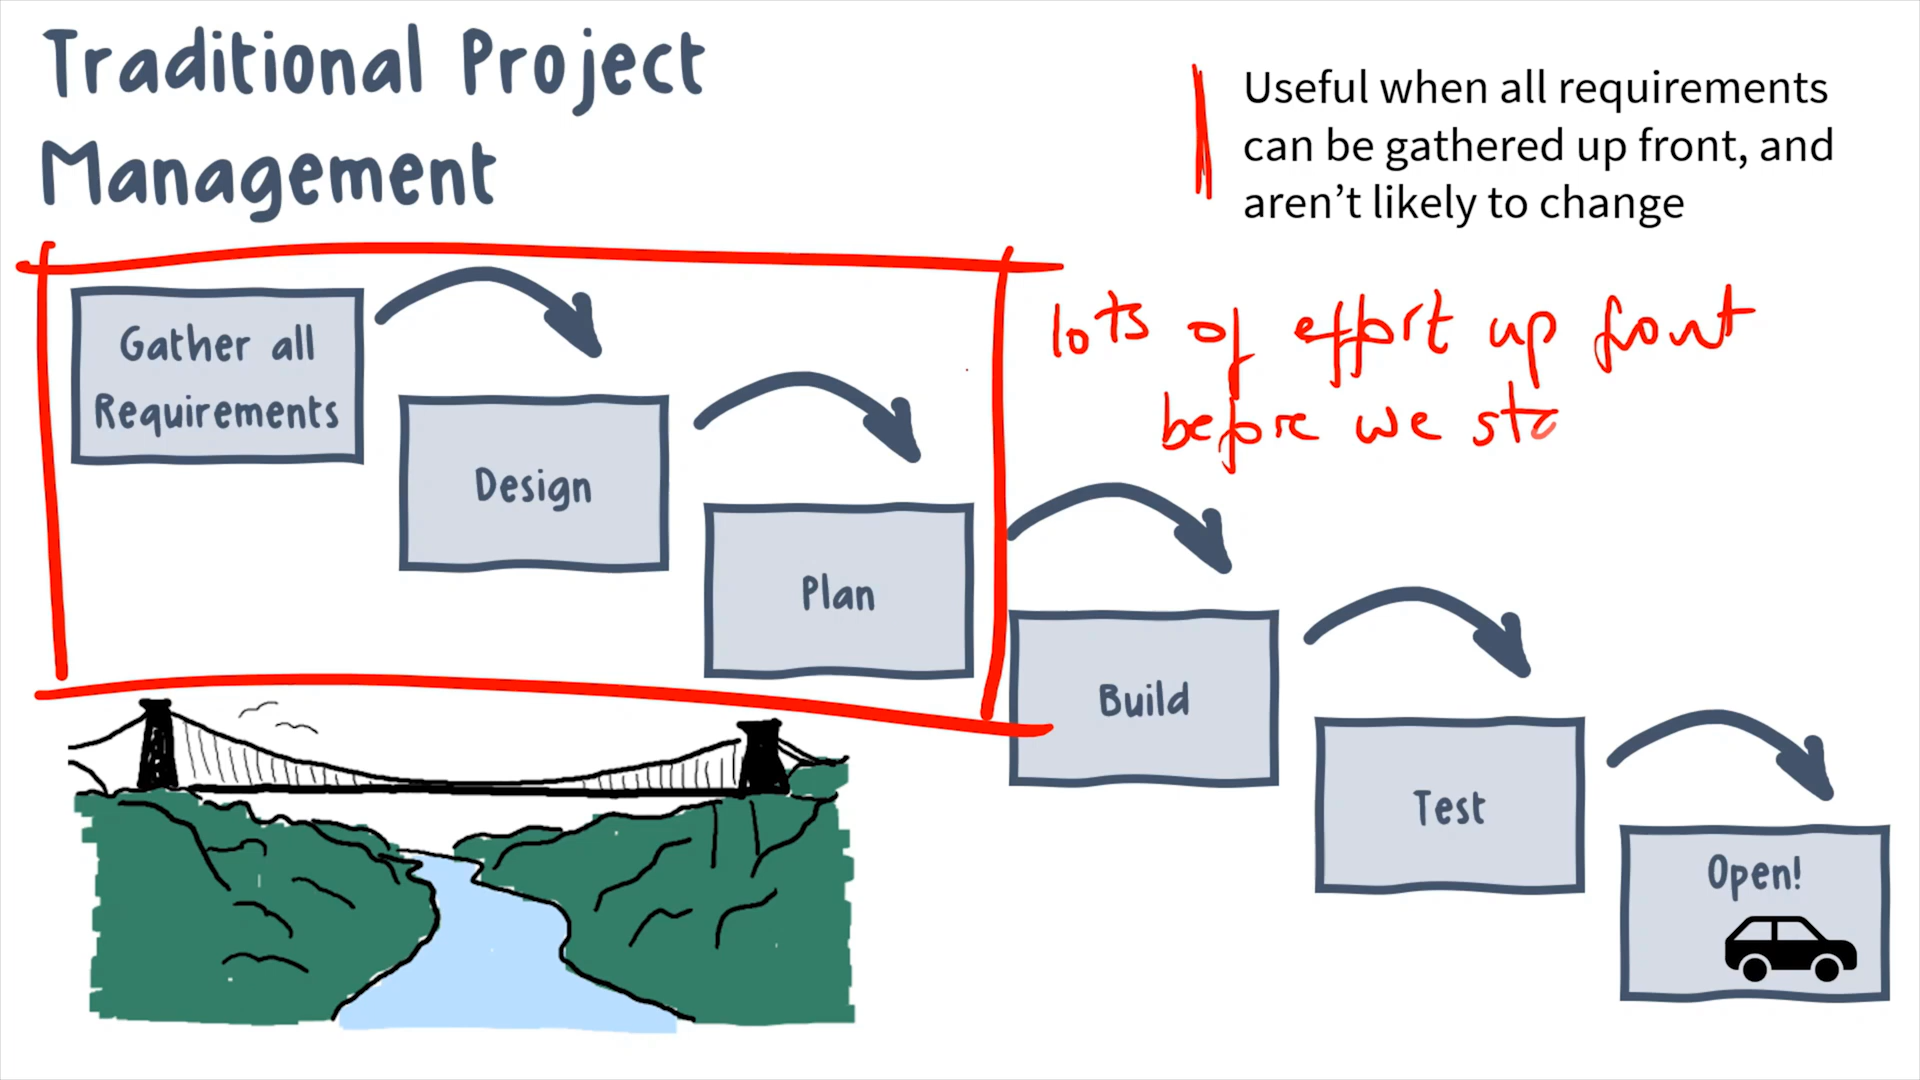 Traditional Project
Management
Useful when all requirements
can be gathered up front, and
aren't likely to change
lots of effort up front
before we sta
Gather all
Requirements
Design
Plan
Build
Test
Open!